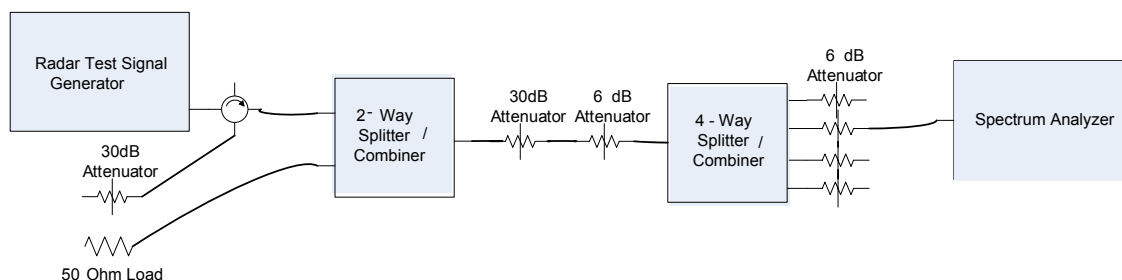 Radar Test Signal
Generator
30dB
Attenuator
50 Ohm Load
2- Way
Splitter /
Combiner
30dB
Attenuator
6 dB
Attenuator
4 - Way
Splitter /
Combiner
6 dB
Attenuator
Spectrum Analyzer